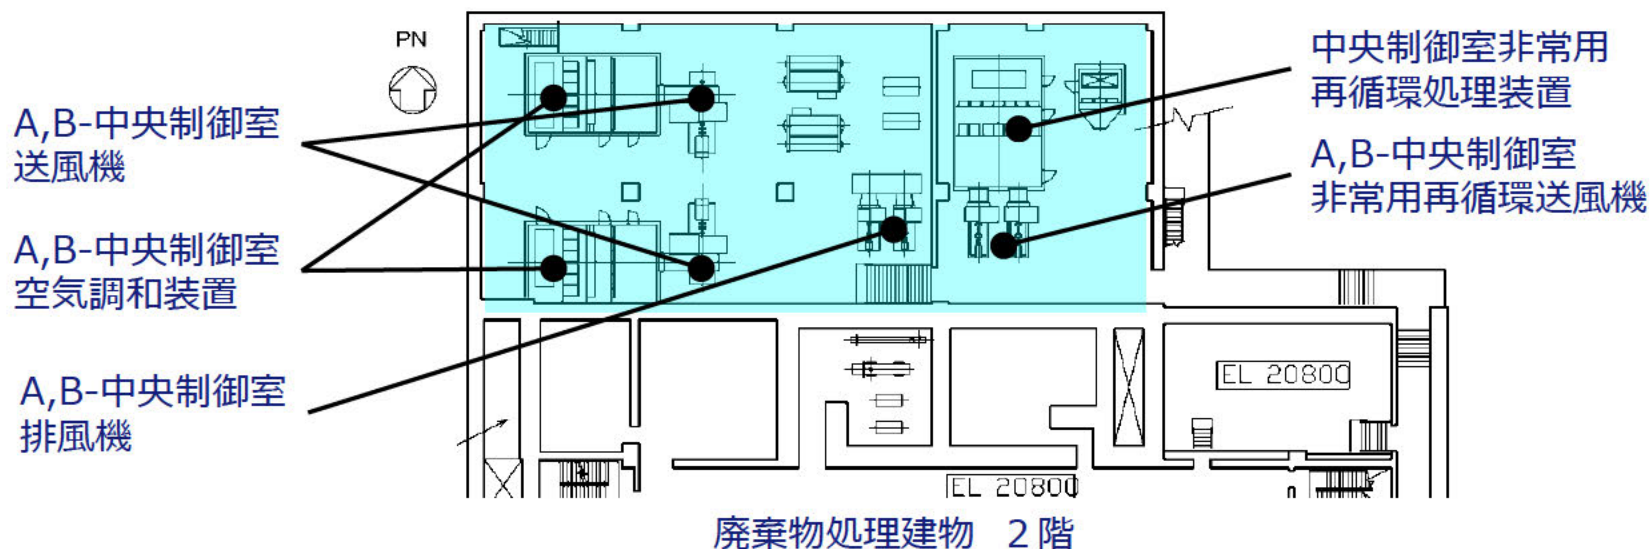 PN
A,B-中央制御室
送風機
A,B-中央制御室
空気調和装置
A,B-中央制御室
排風機
中央制御室非常用
再循環処理装置
A,B-中央制御室
非常用再循環送風機
EL 20800
EL 20800
廃棄物処理建物　２階